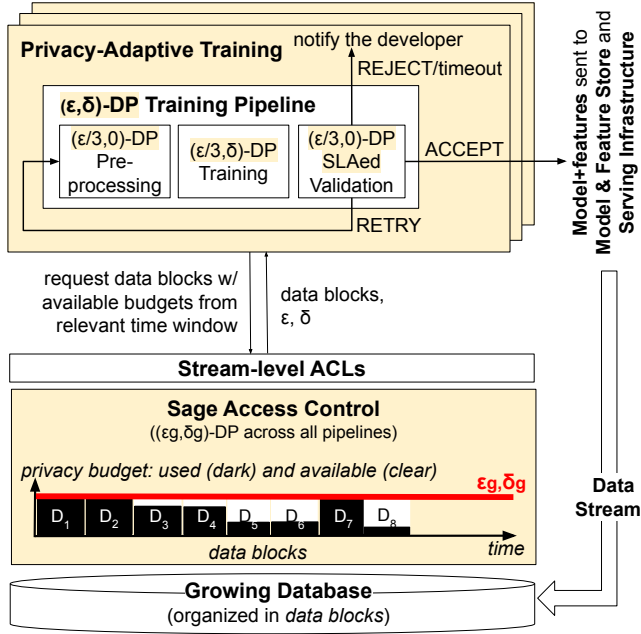 Privacy-Adaptive Training
notify the developer
REJECT/timeout
(ε,δ)-DP Training Pipeline
(ε/3,0)-DP
Pre-
processing
(ε/3,δ)-DP
Training
(ε/3,0)-DP
SLAed
Validation
ACCEPT
RETRY
Model+features sent to
Model & Feature Store and
Serving Infrastructure
request data blocks w/
available budgets from
relevant time window
data blocks,
ε, δ
Stream-level ACLs
Sage Access Control
((εg,δg)-DP across all pipelines)
privacy budget: used (dark) and available (clear)
εg,δg
D1 D2 D3 D4 D5 D6 D7 D8
data blocks
time
Data
Stream
Growing Database
(organized in data blocks)